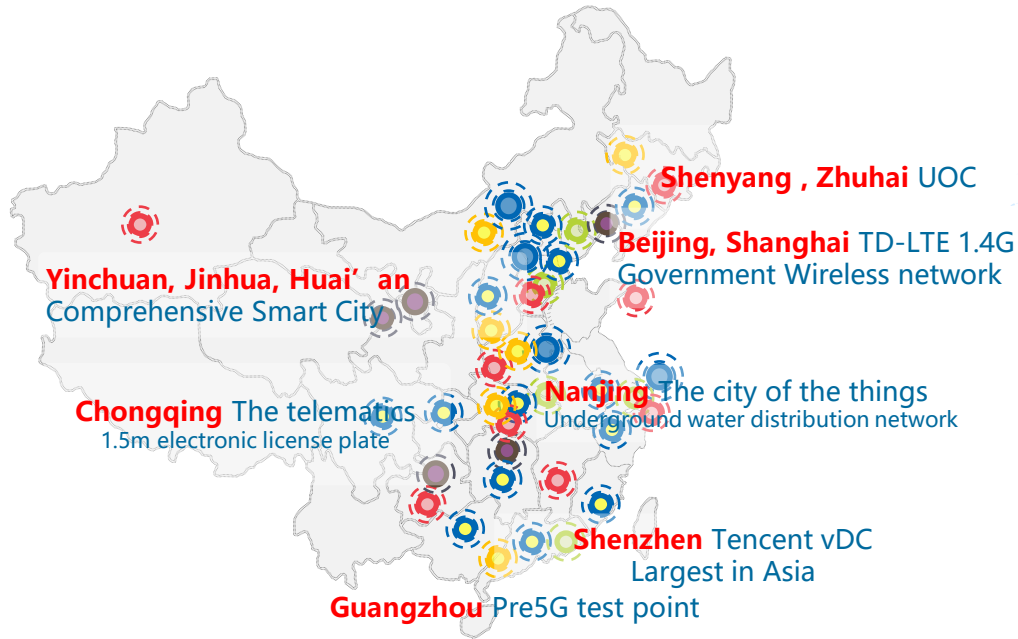 Shenyang , Zhuhai UOC
Beijing, Shanghai TD-LTE 1.4G
Government Wireless network
Yinchuan, Jinhua, Huai’an
Comprehensive Smart City
Nanjing The city of the things
Underground water distribution network
Chongqing The telematics
1.5m electronic license plate
Shenzhen Tencent vDC
Largest in Asia
Guangzhou Pre5G test point